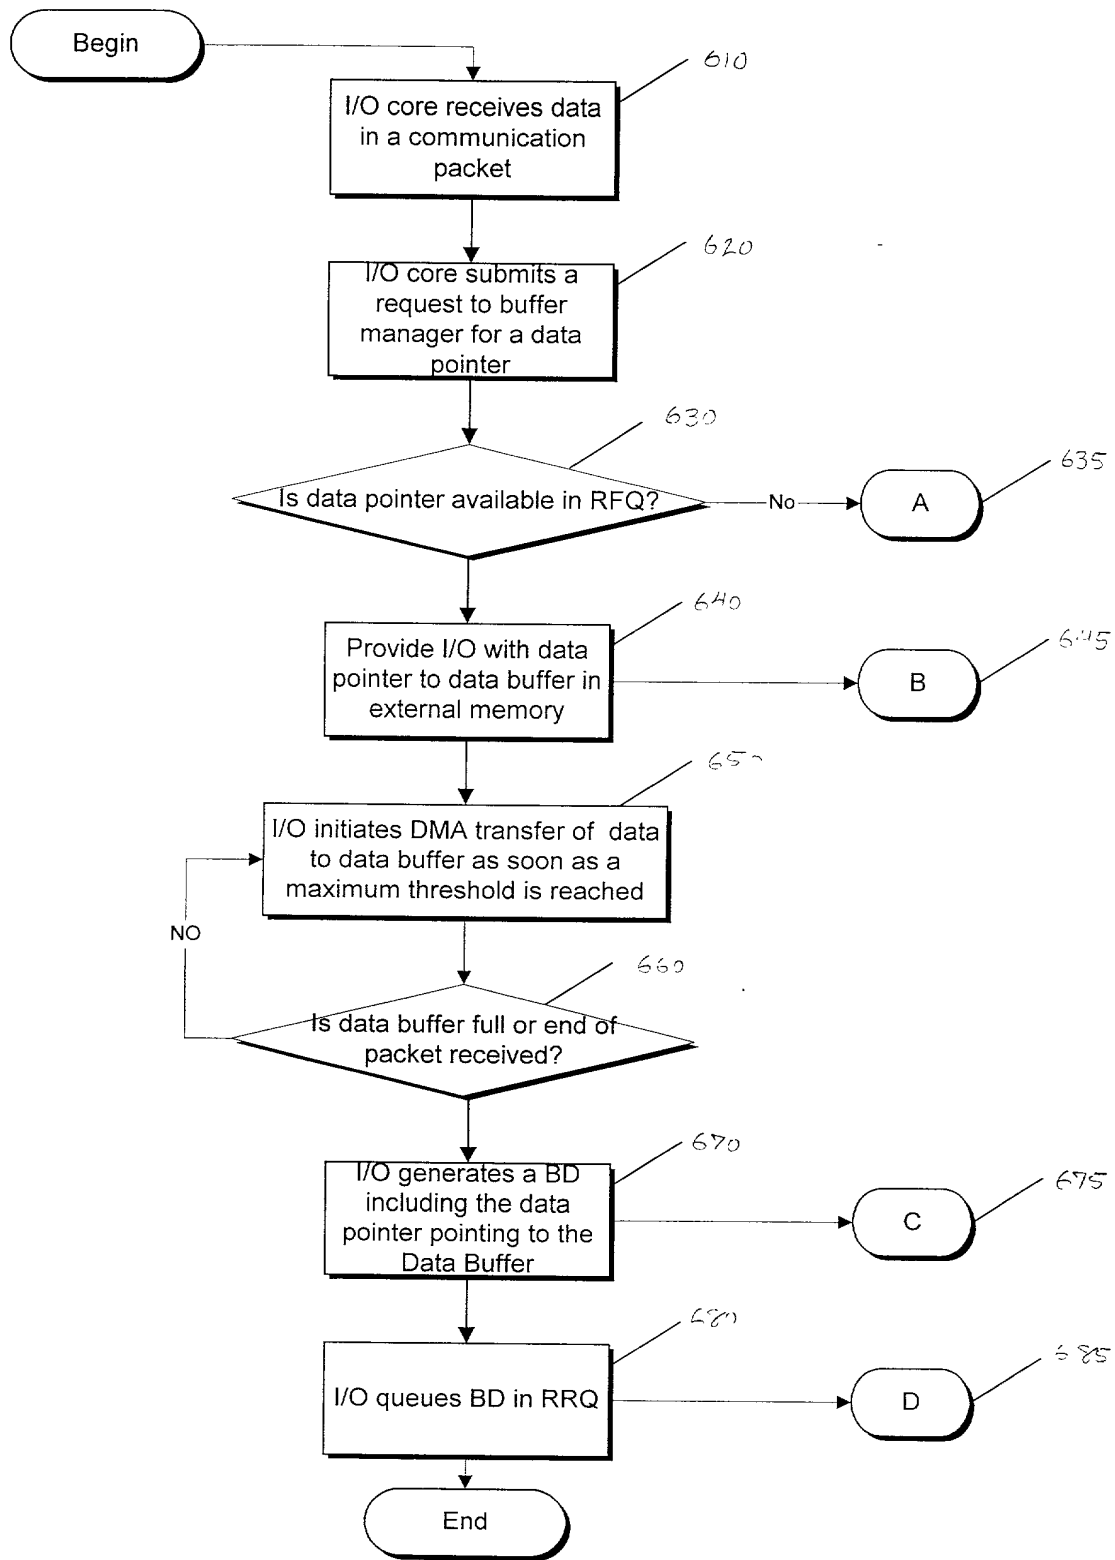 Begin
610
I/O core receives data
in a communication
packet
620
I/O core submits a
request to buffer
manager for a data
pointer
630
Is data pointer available in RFQ?
No
635
A
640
Provide I/O with data
pointer to data buffer in
external memory
B
I/O initiates DMA transfer of data
to data buffer as soon as a
maximum threshold is reached
NO
660
Is data buffer full or end of
packet received?
670
I/O generates a BD
including the data
pointer pointing to the
Data Buffer
675
C
I/O queues BD in RRQ
685
D
End